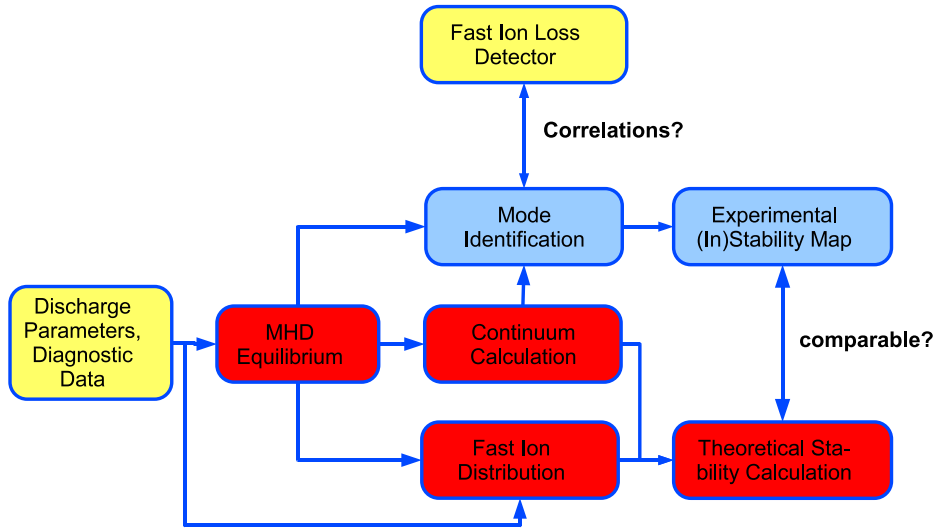 Fast Ion Loss
Detector
Correlations?
Mode
Identification
Experimental
(In)Stability Map
Discharge
Parameters,
Diagnostic
Data
MHD
Equilibrium
Continuum
Calculation
comparable?
Fast Ion
Distribution
Theoretical Sta-
bility Calculation